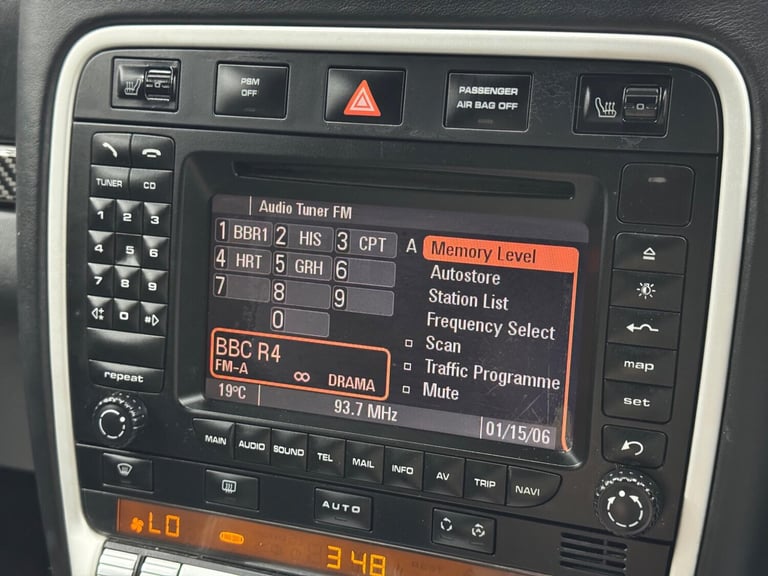 PSM
OFF
PASSENGER
AIR BAG OFF
TUNER CD
1 2 3
4 5 6
7 8 9
0 #
repeat
Audio Tuner FM
1 BBR1 2 HIS 3 CPT
4 HRT 5 GRH 6
7 8 9
0
A Memory Level
Autostore
Station List
Frequency Select
Scan
Traffic Programme
Mute
BBC R4
FM-A ∞ DRAMA
19°C 93.7 MHz 01/15/06
map
set
MAIN AUDIO SOUND TEL MAIL INFO AV TRIP NAVI
AUTO
LO
348